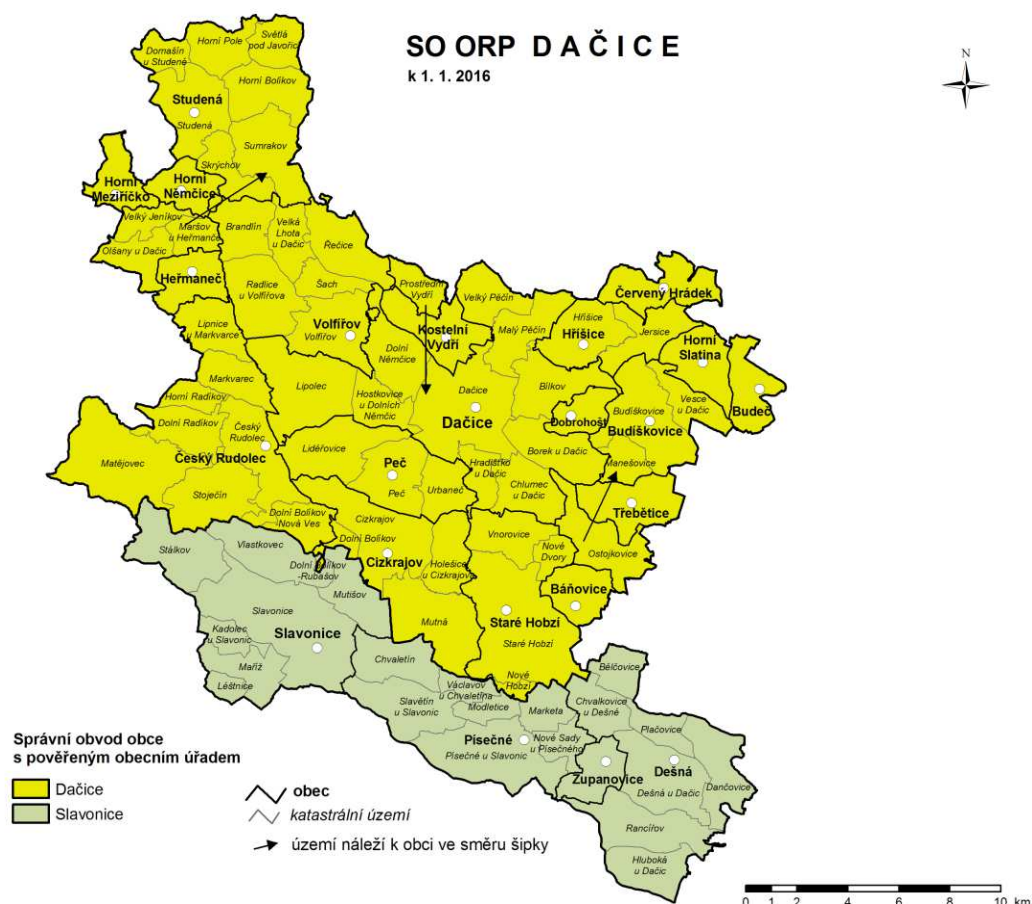 SO ORP DAČICE
k 1. 1. 2016
N
Světlá
pod Javořic.
Horní Pole
Domašín
u Studené
Horní Bolíkov
Studená
Studená
Sumrakov
Skrýchov
Horní
Meziříčko
Horní
Němčice
Velký Jeníkov
Maršov
u Heřmanče
Olšany u Dačic
Brandlín
Velká
Lhota
u Dačic
Řečice
Heřmaneč
Radlice
u Volfířova
Šach
Prostřední
Vydří
Velký Pěčín
Červený Hrádek
Lipnice
u Markvarce
Volfířov
Volfířov
Kostelní
Vydří
Malý Pěčín
Hříšice
Hříšice
Jersice
Horní
Slatina
Dolní
Němčice
Markvarec
Lipolec
Hostkovice
u Dolních
Němčic
Dačice
Dačice
Bílkov
Vesce
u Dačic
Budeč
Horní Radíkov
Dolní Radíkov
Český
Rudolec
Český Rudolec
Dobrohošť
Budíškovice
Budíškovice
Lidéřovice
Borek u Dačic
Manešovice
Matějovec
Peč
Peč
Urbaneč
Hradišťko
u Dačic
Chlumec
u Dačic
Stoječín
Třebětice
Dolní Bolíkov
Nová Ves
Cizkrajov
Dolní Bolíkov
Cizkrajov
Holešice
u Cizkrajova
Vnorovice
Nové
Dvory
Ostojkovice
Stálkov
Vlastkovec
Dolní Bolíkov
-Rubašov
Mutišov
Báňovice
Slavonice
Slavonice
Mutná
Staré Hobzí
Staré Hobzí
Kadolec
u Slavonic
Maříž
Léštnice
Chvaletín
Nové
Hobzí
Bělčovice
Václavov
u Chvaletína
Modletice
Slavětín
u Slavonic
Marketa
Chvalkovice
u Dešné
Plačovice
Písečné
Písečné u Slavonic
Nové Sady
u Písečného
Županovice
Dešná
Dešná u Dačic
Dančovice
Rancířov
Hluboká
u Dačic
Správní obvod obce
s pověřeným obecním úřadem
Dačice
Slavonice
obec
katastrální území
území náleží k obci ve směru šipky
0 1 2 4 6 8 10 km